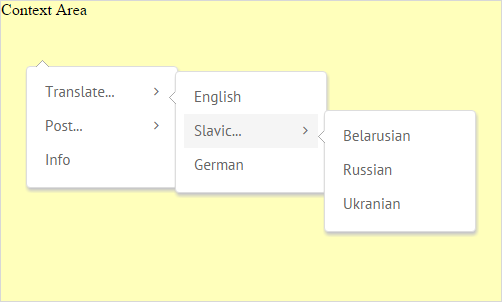 Context Area
Translate...
Post...
Info
English
Slavic...
German
Belarusian
Russian
Ukranian